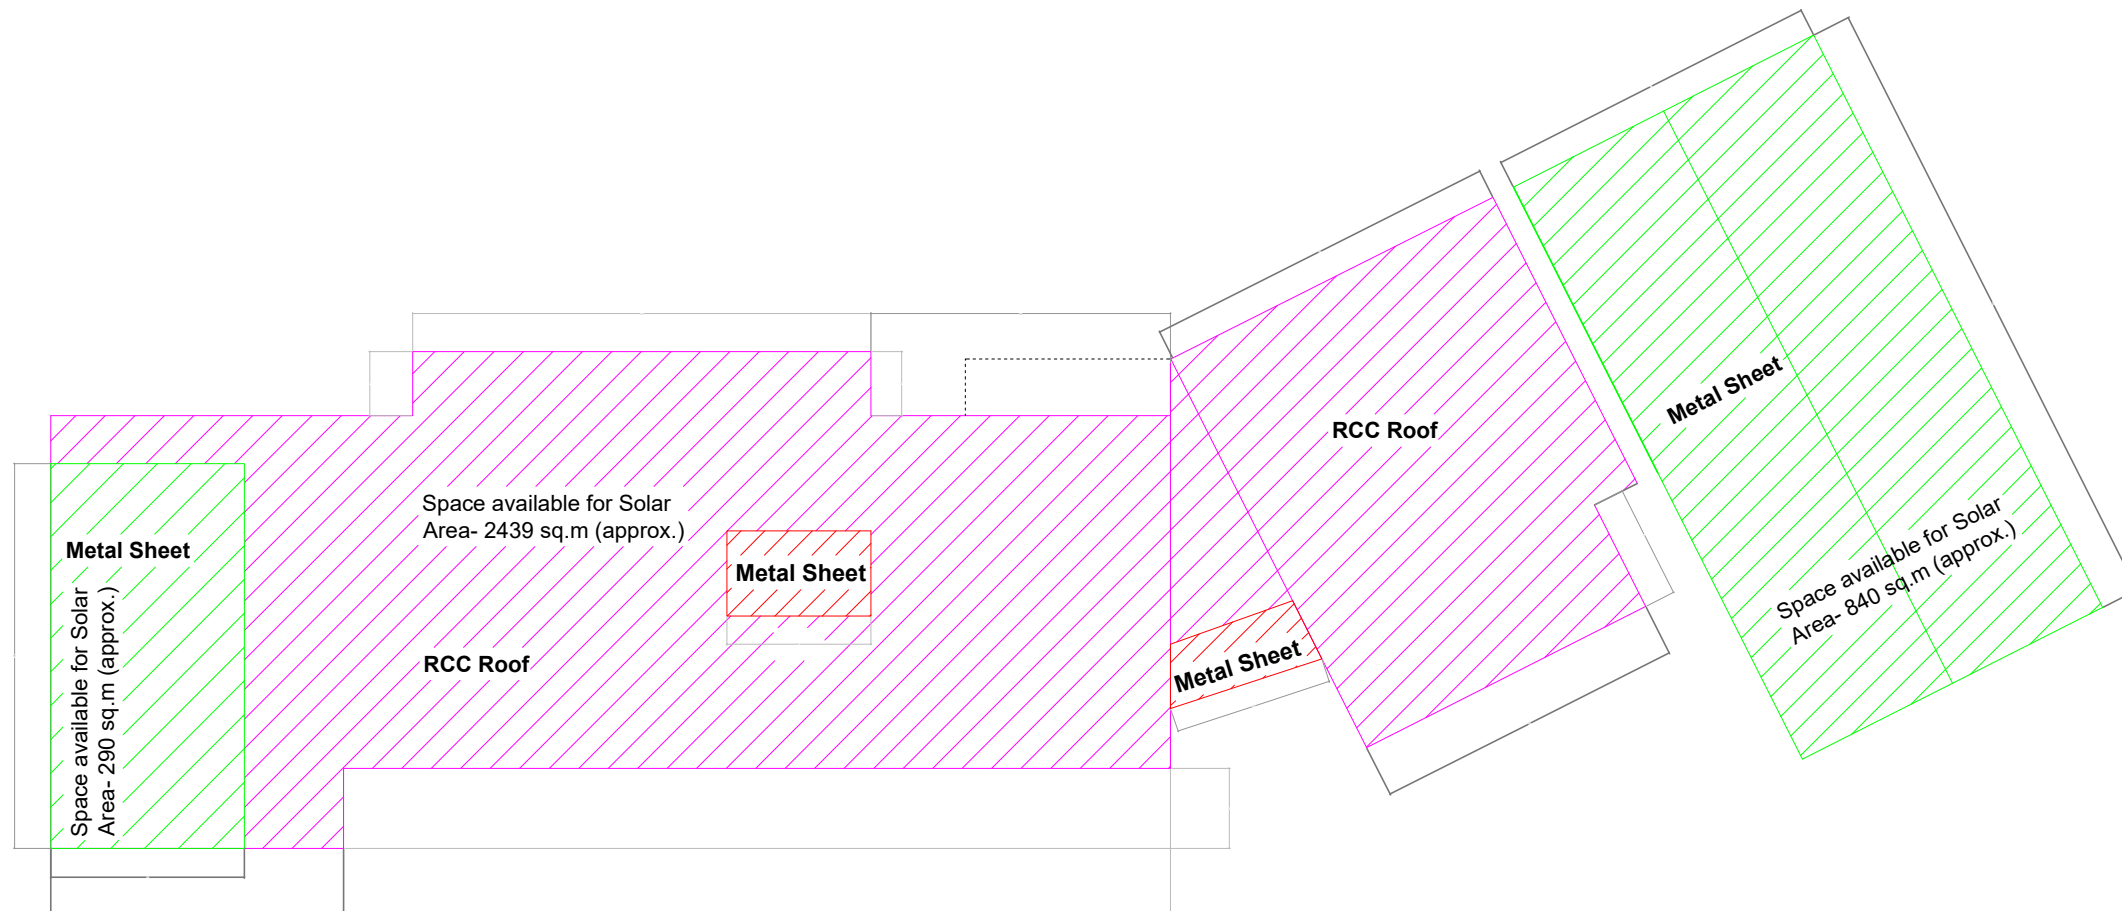 Metal Sheet
Space available for Solar
Area- 290 sq.m (approx.)
Space available for Solar
Area- 2439 sq.m (approx.)
Metal Sheet
RCC Roof
Metal Sheet
RCC Roof
Metal Sheet
Space available for Solar
Area- 840 sq.m (approx.)